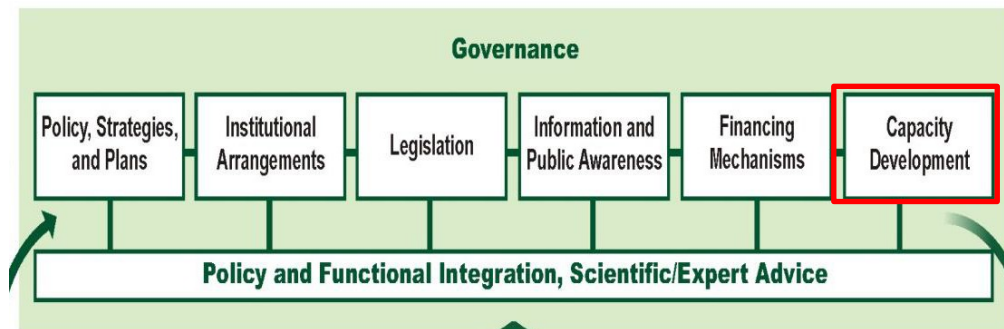 Governance
Policy, Strategies,
and Plans
Institutional
Arrangements
Legislation
Information and
Public Awareness
Financing
Mechanisms
Capacity
Development
Policy and Functional Integration, Scientific/Expert Advice